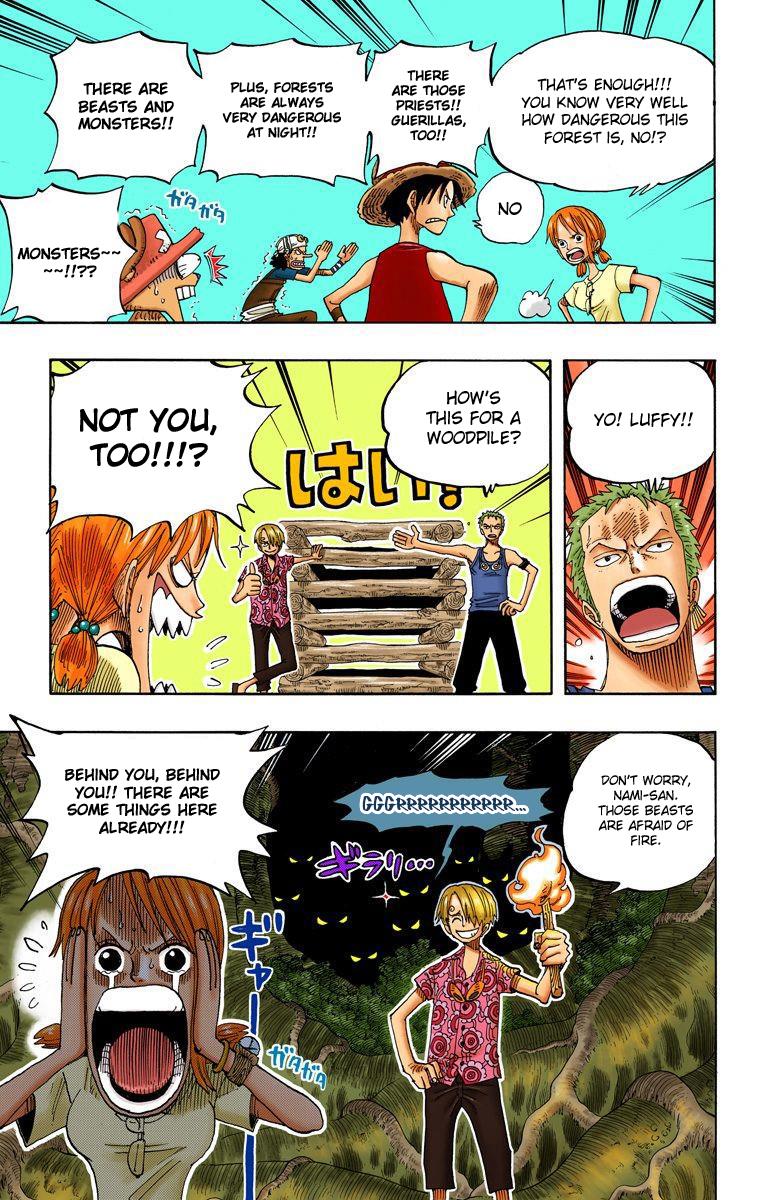 THAT'S ENOUGH!!!
YOU KNOW VERY WELL
HOW DANGEROUS THIS
FOREST IS, NO!?
NO
THERE
ARE THOSE
PRIESTS!!
GUERILLAS,
TOO!!
PLUS, FORESTS
ARE ALWAYS
VERY DANGEROUS
AT NIGHT!!
THERE ARE
BEASTS AND
MONSTERS!!
ガタ
ガタ
MONSTERS~~
~~!!??
YO! LUFFY!!
HOW'S
THIS FOR A
WOODPILE?
はい!
NOT YOU,
TOO!!!?
DON'T WORRY,
NAMI-SAN.
THOSE BEASTS
ARE AFRAID OF
FIRE.
GGGRRRRRRRRRRR...
ギラリ...
BEHIND YOU, BEHIND
YOU!! THERE ARE
SOME THINGS HERE
ALREADY!!!
ギャー
ガタガタ